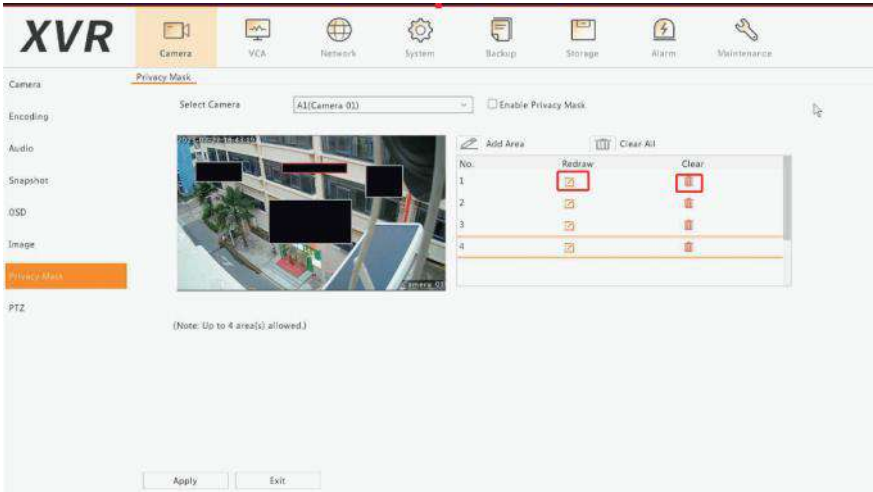 XVR
Camera VCA Network System Backup Storage Alarm Maintenance
Camera
Encoding
Audio
Snapshot
OSD
Image
Privacy Mask
PTZ
Privacy Mask
Select Camera A1(Camera 01) Enable Privacy Mask
Add Area Clear All
No. Redraw Clear
1
2
3
4
Camera 01
(Note: Up to 4 area(s) allowed.)
Apply Exit